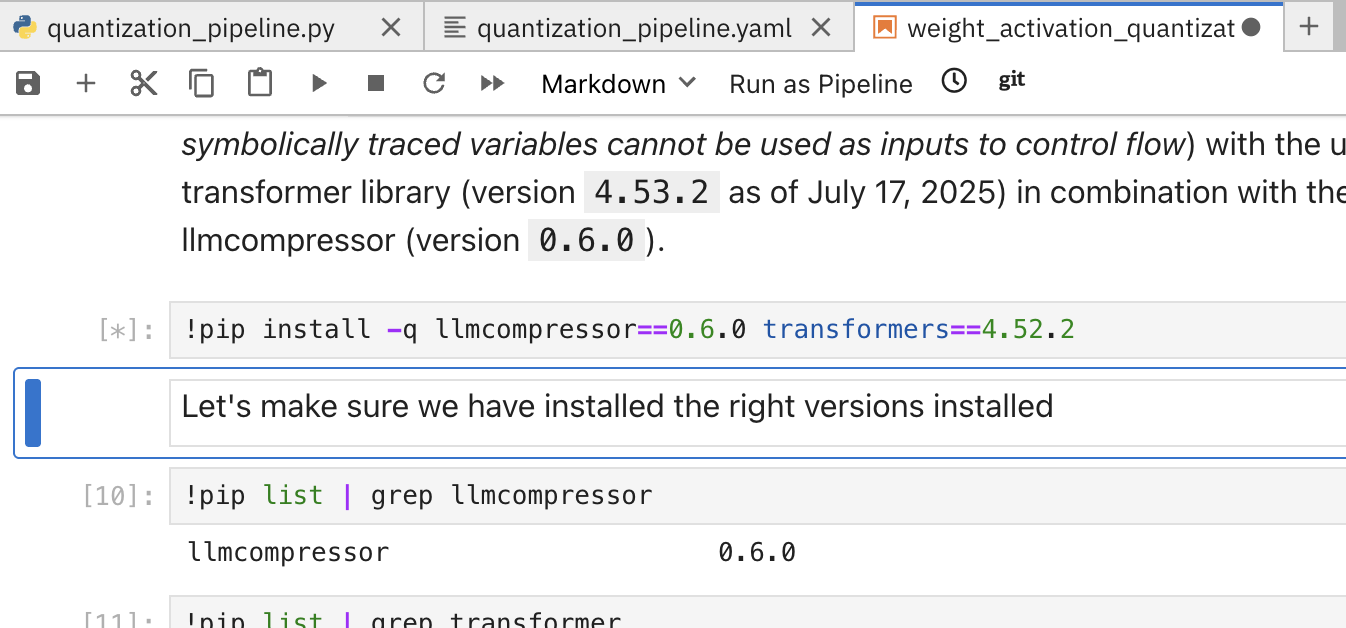 quantization_pipeline.py
quantization_pipeline.yaml
weight_activation_quantizat
Markdown
Run as Pipeline
git
symbolically traced variables cannot be used as inputs to control flow) with the u
transformer library (version 4.53.2 as of July 17, 2025) in combination with the
llmcompressor (version 0.6.0 ).
[*]: !pip install -q llmcompressor==0.6.0 transformers==4.52.2
Let's make sure we have installed the right versions installed
[10]: !pip list | grep llmcompressor
llmcompressor 0.6.0
[11]: !pip list | grep transformer